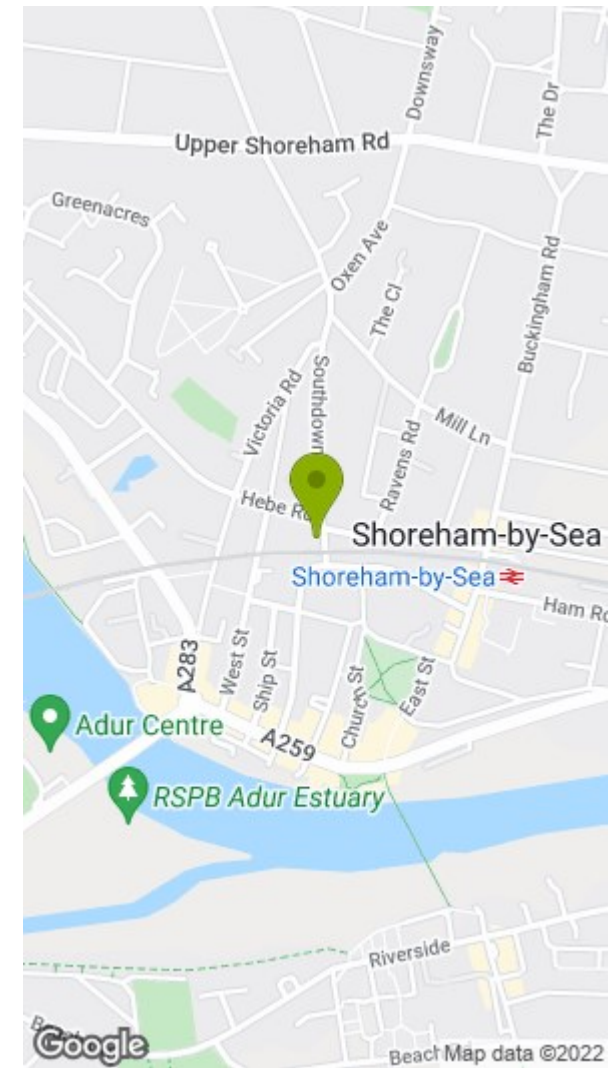 Downsway
The Dr
Upper Shoreham Rd
Greenacres
Oxen Ave
The Cl
Buckingham Rd
Southdown
Victoria Rd
Mill Ln
Ravens Rd
Hebe R
Shoreham-by-Sea
Shoreham-by-Sea
Ham Rd
A283
West St
Ship St
Church St
East St
Adur Centre
A259
RSPB Adur Estuary
Riverside
Google
Beach
Map data ©2022